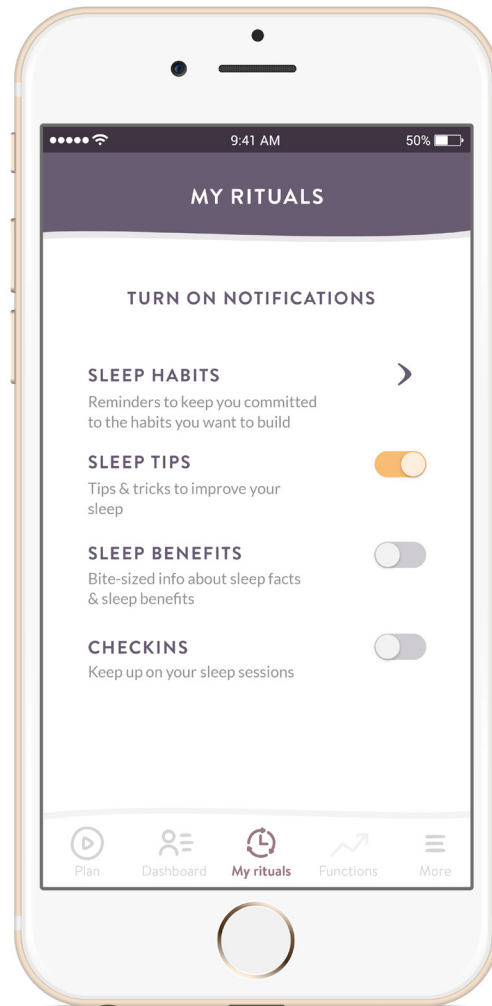 9:41 AM
50%
MY RITUALS
TURN ON NOTIFICATIONS
SLEEP HABITS
Reminders to keep you committed
to the habits you want to build
SLEEP TIPS
Tips & tricks to improve your
sleep
SLEEP BENEFITS
Bite-sized info about sleep facts
& sleep benefits
CHECKINS
Keep up on your sleep sessions
Plan
Dashboard
My rituals
Functions
More